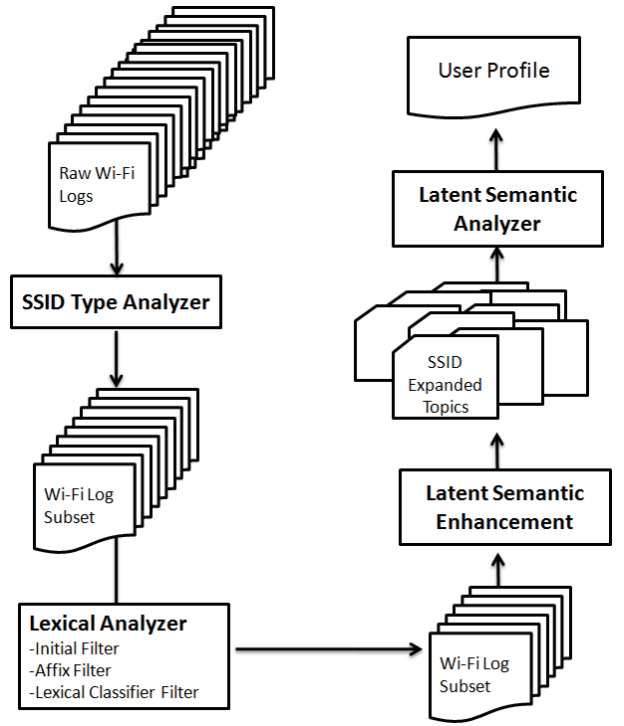 Raw Wi-Fi
Logs
SSID Type Analyzer
Wi-Fi Log
Subset
Lexical Analyzer
-Initial Filter
-Affix Filter
-Lexical Classifier Filter
Wi-Fi Log
Subset
Latent Semantic
Enhancement
SSID
Expanded
Topics
Latent Semantic
Analyzer
User Profile